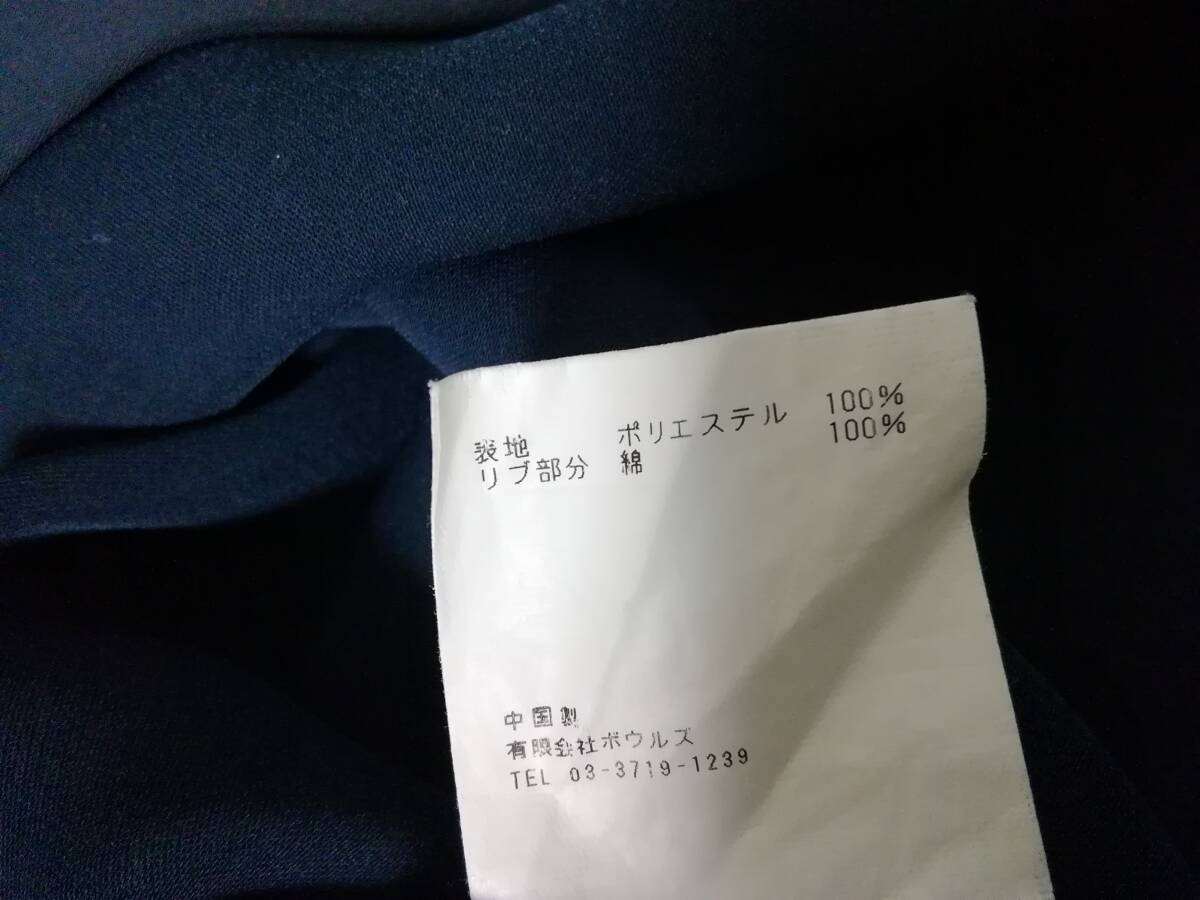 表地 ポリエステル 100%
リブ部分 綿 100%
中国製
有限会社ボウルズ
TEL 03-3719-1239